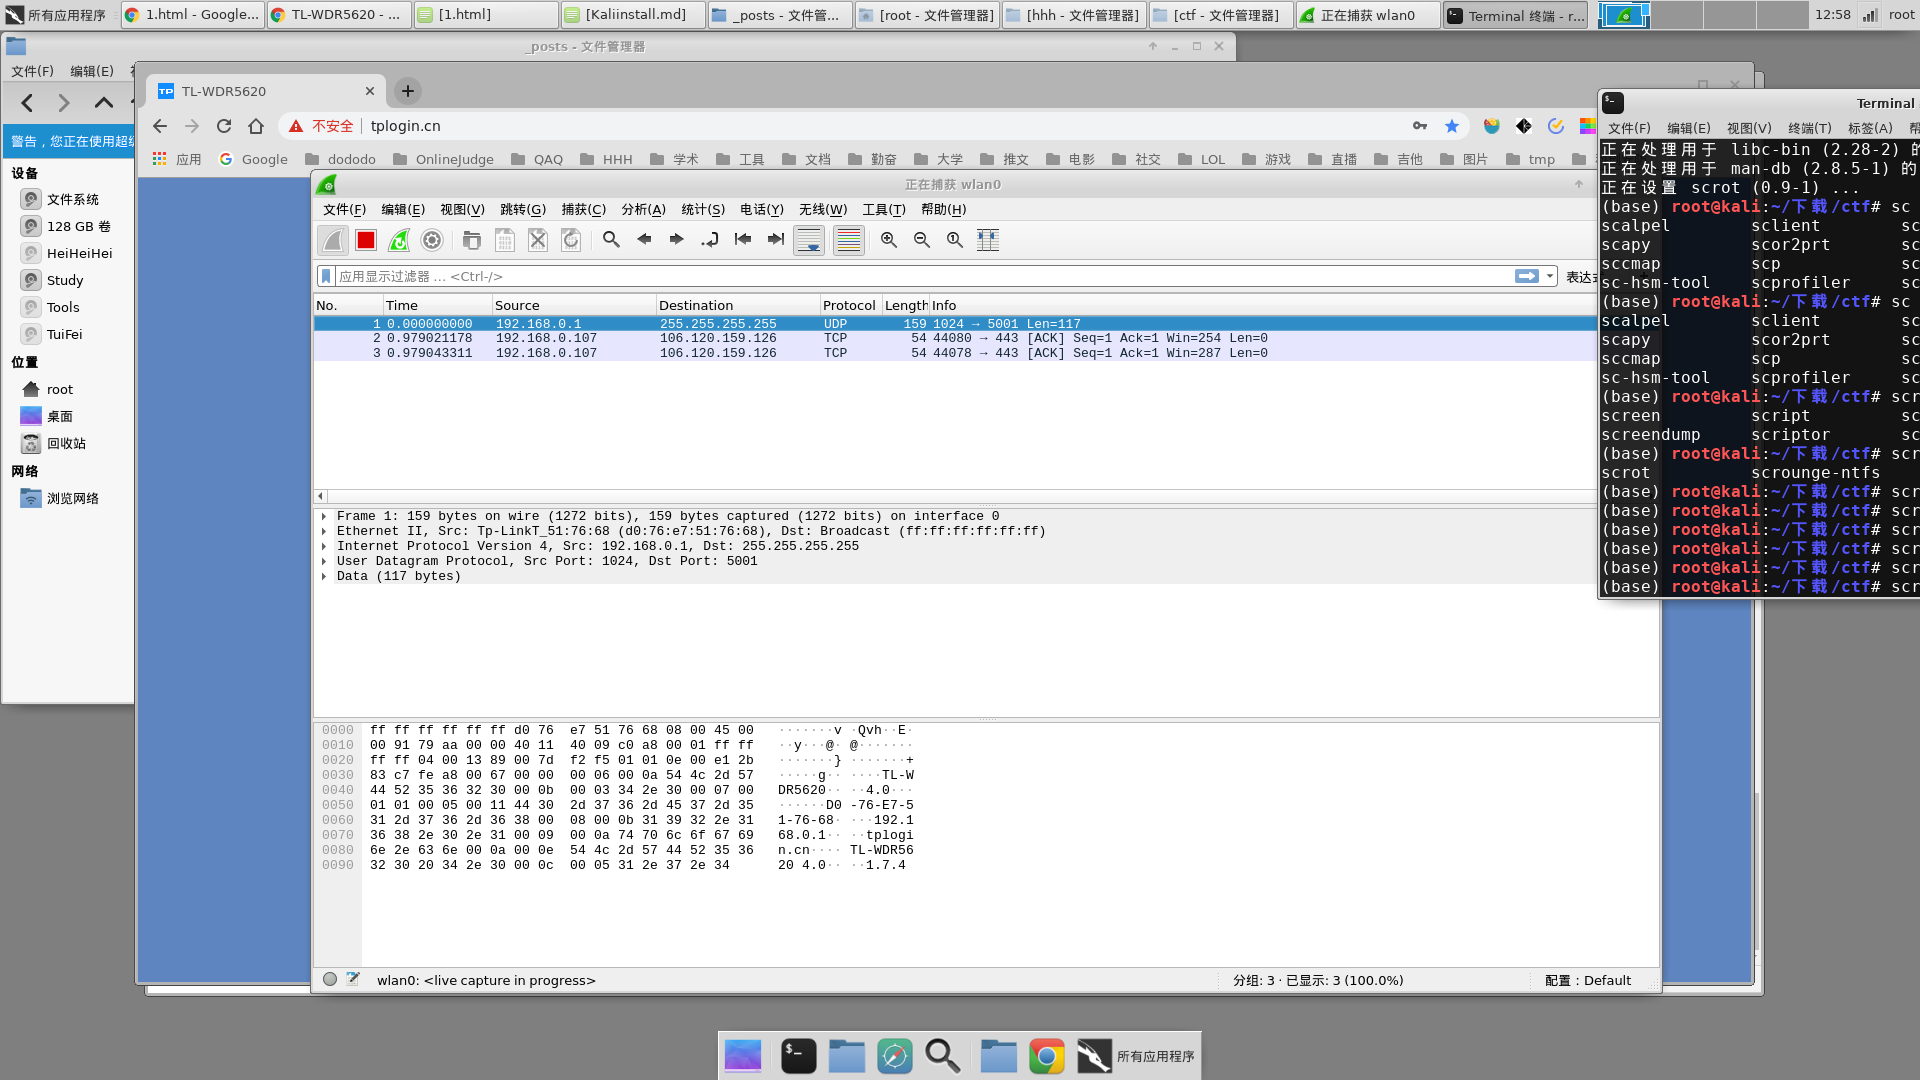 所有应用程序
1.html - Google...
TL-WDR5620 - ...
[1.html]
[Kaliinstall.md]
_posts - 文件管...
[root - 文件管理器]
[hhh - 文件管理器]
[ctf - 文件管理器]
正在捕获 wlan0
Terminal 终端 - r...
12:58
root
_posts - 文件管理器
文件(F) 编辑(E)
警告，您正在使用超级
设备
文件系统
128 GB 卷
HeiHeiHei
Study
Tools
TuiFei
位置
root
桌面
回收站
网络
浏览网络
TL-WDR5620
不安全 tplogin.cn
应用 Google dododo OnlineJudge QAQ HHH 学术 工具 文档 勤奋 大学 推文 电影 社交 LOL 游戏 直播 吉他 图片 tmp
正在捕获 wlan0
文件(F) 编辑(E) 视图(V) 跳转(G) 捕获(C) 分析(A) 统计(S) 电话(Y) 无线(W) 工具(T) 帮助(H)
应用显示过滤器 … <Ctrl-/> 表达式
No. Time Source Destination Protocol Length Info
1 0.000000000 192.168.0.1 255.255.255.255 UDP 159 1024 → 5001 Len=117
2 0.979021178 192.168.0.107 106.120.159.126 TCP 54 44080 → 443 [ACK] Seq=1 Ack=1 Win=254 Len=0
3 0.979043311 192.168.0.107 106.120.159.126 TCP 54 44078 → 443 [ACK] Seq=1 Ack=1 Win=287 Len=0
Frame 1: 159 bytes on wire (1272 bits), 159 bytes captured (1272 bits) on interface 0
Ethernet II, Src: Tp-LinkT_51:76:68 (d0:76:e7:51:76:68), Dst: Broadcast (ff:ff:ff:ff:ff:ff)
Internet Protocol Version 4, Src: 192.168.0.1, Dst: 255.255.255.255
User Datagram Protocol, Src Port: 1024, Dst Port: 5001
Data (117 bytes)
0000 ff ff ff ff ff ff d0 76 e7 51 76 68 08 00 45 00 ·······v ·Qvh··E·
0010 00 91 79 aa 00 00 40 11 40 09 c0 a8 00 01 ff ff ··y···@· @·······
0020 ff ff 04 00 13 89 00 7d f2 f5 01 01 0e 00 e1 2b ·······} ·······+
0030 83 c7 fe a8 00 67 00 00 00 06 00 0a 54 4c 2d 57 ·····g·· ····TL-W
0040 44 52 35 36 32 30 00 0b 00 03 34 2e 30 00 07 00 DR5620·· ··4.0···
0050 01 01 00 05 00 11 44 30 2d 37 36 2d 45 37 2d 35 ······D0 -76-E7-5
0060 31 2d 37 36 2d 36 38 00 08 00 0b 31 39 32 2e 31 1-76-68· ···192.1
0070 36 38 2e 30 2e 31 00 09 00 0a 74 70 6c 6f 67 69 68.0.1·· ··tplogi
0080 6e 2e 63 6e 00 0a 00 0e 54 4c 2d 57 44 52 35 36 n.cn···· TL-WDR56
0090 32 30 20 34 2e 30 00 0c 00 05 31 2e 37 2e 34 20 4.0·· ··1.7.4
wlan0: <live capture in progress> 分组: 3 · 已显示: 3 (100.0%) 配置：Default
Terminal
文件(F) 编辑(E) 视图(V) 终端(T) 标签(A) 帮
正在处理用于 libc-bin (2.28-2) 的
正在处理用于 man-db (2.8.5-1) 的
正在设置 scrot (0.9-1) ...
(base) root@kali:~/下载/ctf# sc
scalpel sclient sc
scapy scor2prt sc
sccmap scp sc
sc-hsm-tool scprofiler sc
(base) root@kali:~/下载/ctf# sc
scalpel sclient sc
scapy scor2prt sc
sccmap scp sc
sc-hsm-tool scprofiler sc
(base) root@kali:~/下载/ctf# scr
screen script sc
screendump scriptor sc
(base) root@kali:~/下载/ctf# scr
scrot scrounge-ntfs
(base) root@kali:~/下载/ctf# scr
(base) root@kali:~/下载/ctf# scr
(base) root@kali:~/下载/ctf# scr
(base) root@kali:~/下载/ctf# scr
(base) root@kali:~/下载/ctf# scr
(base) root@kali:~/下载/ctf# scr
所有应用程序